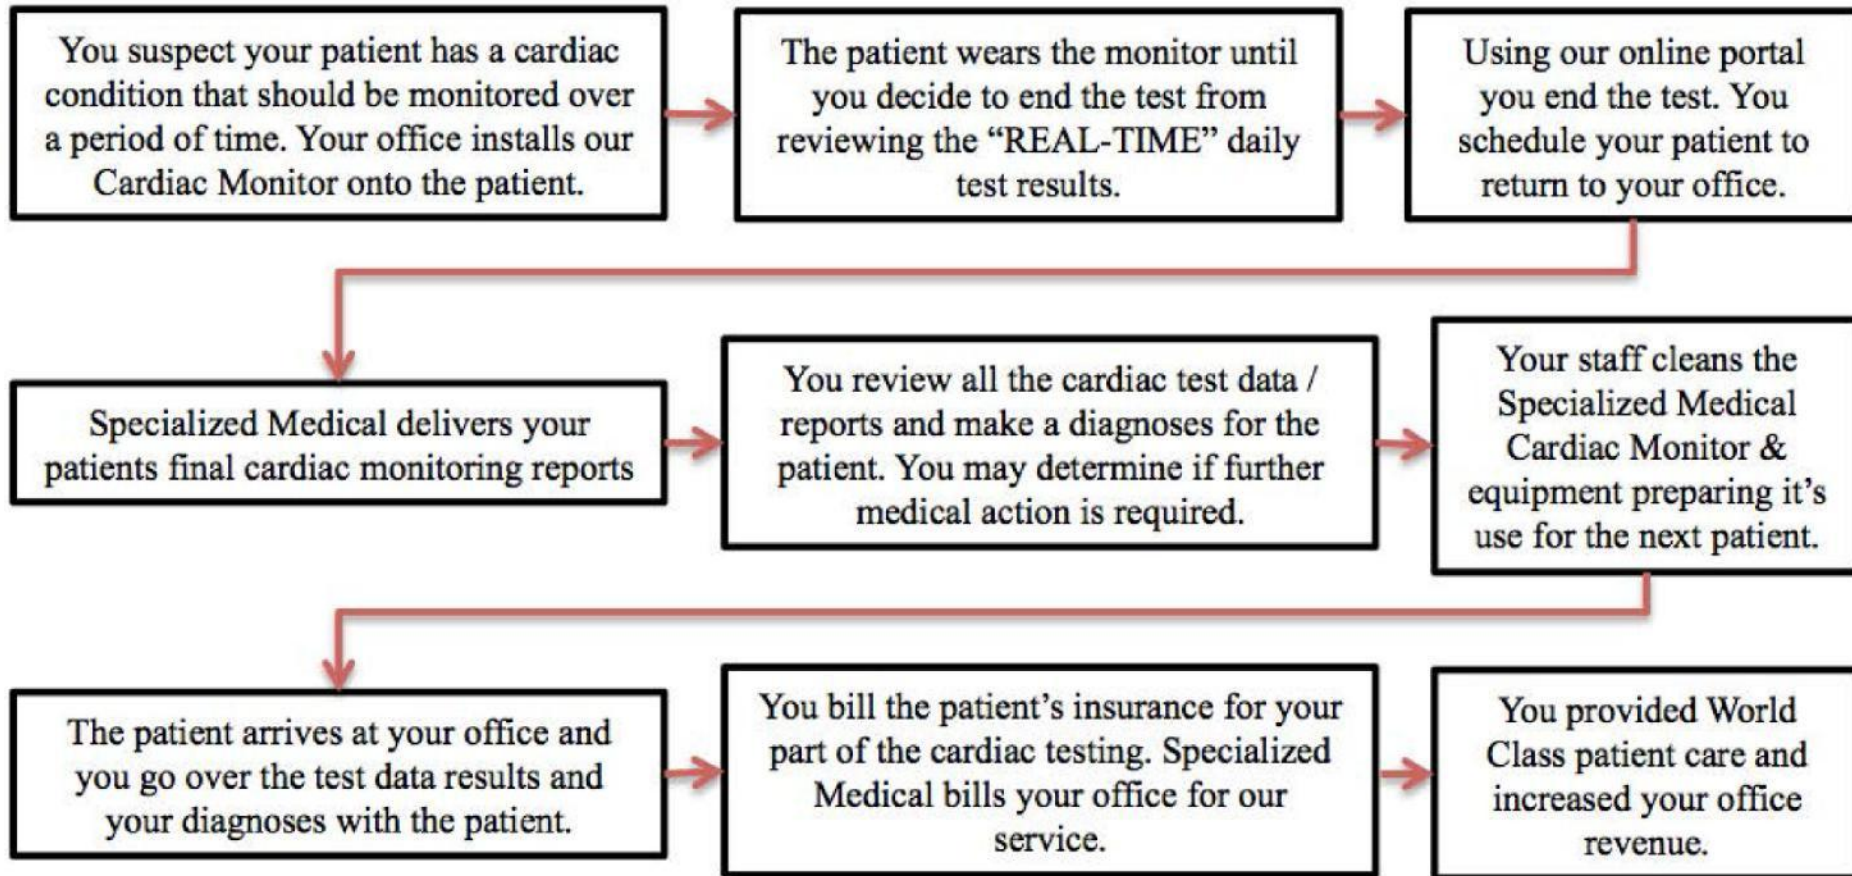 You suspect your patient has a cardiac
condition that should be monitored over
a period of time. Your office installs our
Cardiac Monitor onto the patient.
The patient wears the monitor until
you decide to end the test from
reviewing the “REAL-TIME” daily
test results.
Using our online portal
you end the test. You
schedule your patient to
return to your office.
Specialized Medical delivers your
patients final cardiac monitoring reports
You review all the cardiac test data /
reports and make a diagnoses for the
patient. You may determine if further
medical action is required.
Your staff cleans the
Specialized Medical
Cardiac Monitor &
equipment preparing it’s
use for the next patient.
The patient arrives at your office and
you go over the test data results and
your diagnoses with the patient.
You bill the patient’s insurance for your
part of the cardiac testing. Specialized
Medical bills your office for our
service.
You provided World
Class patient care and
increased your office
revenue.